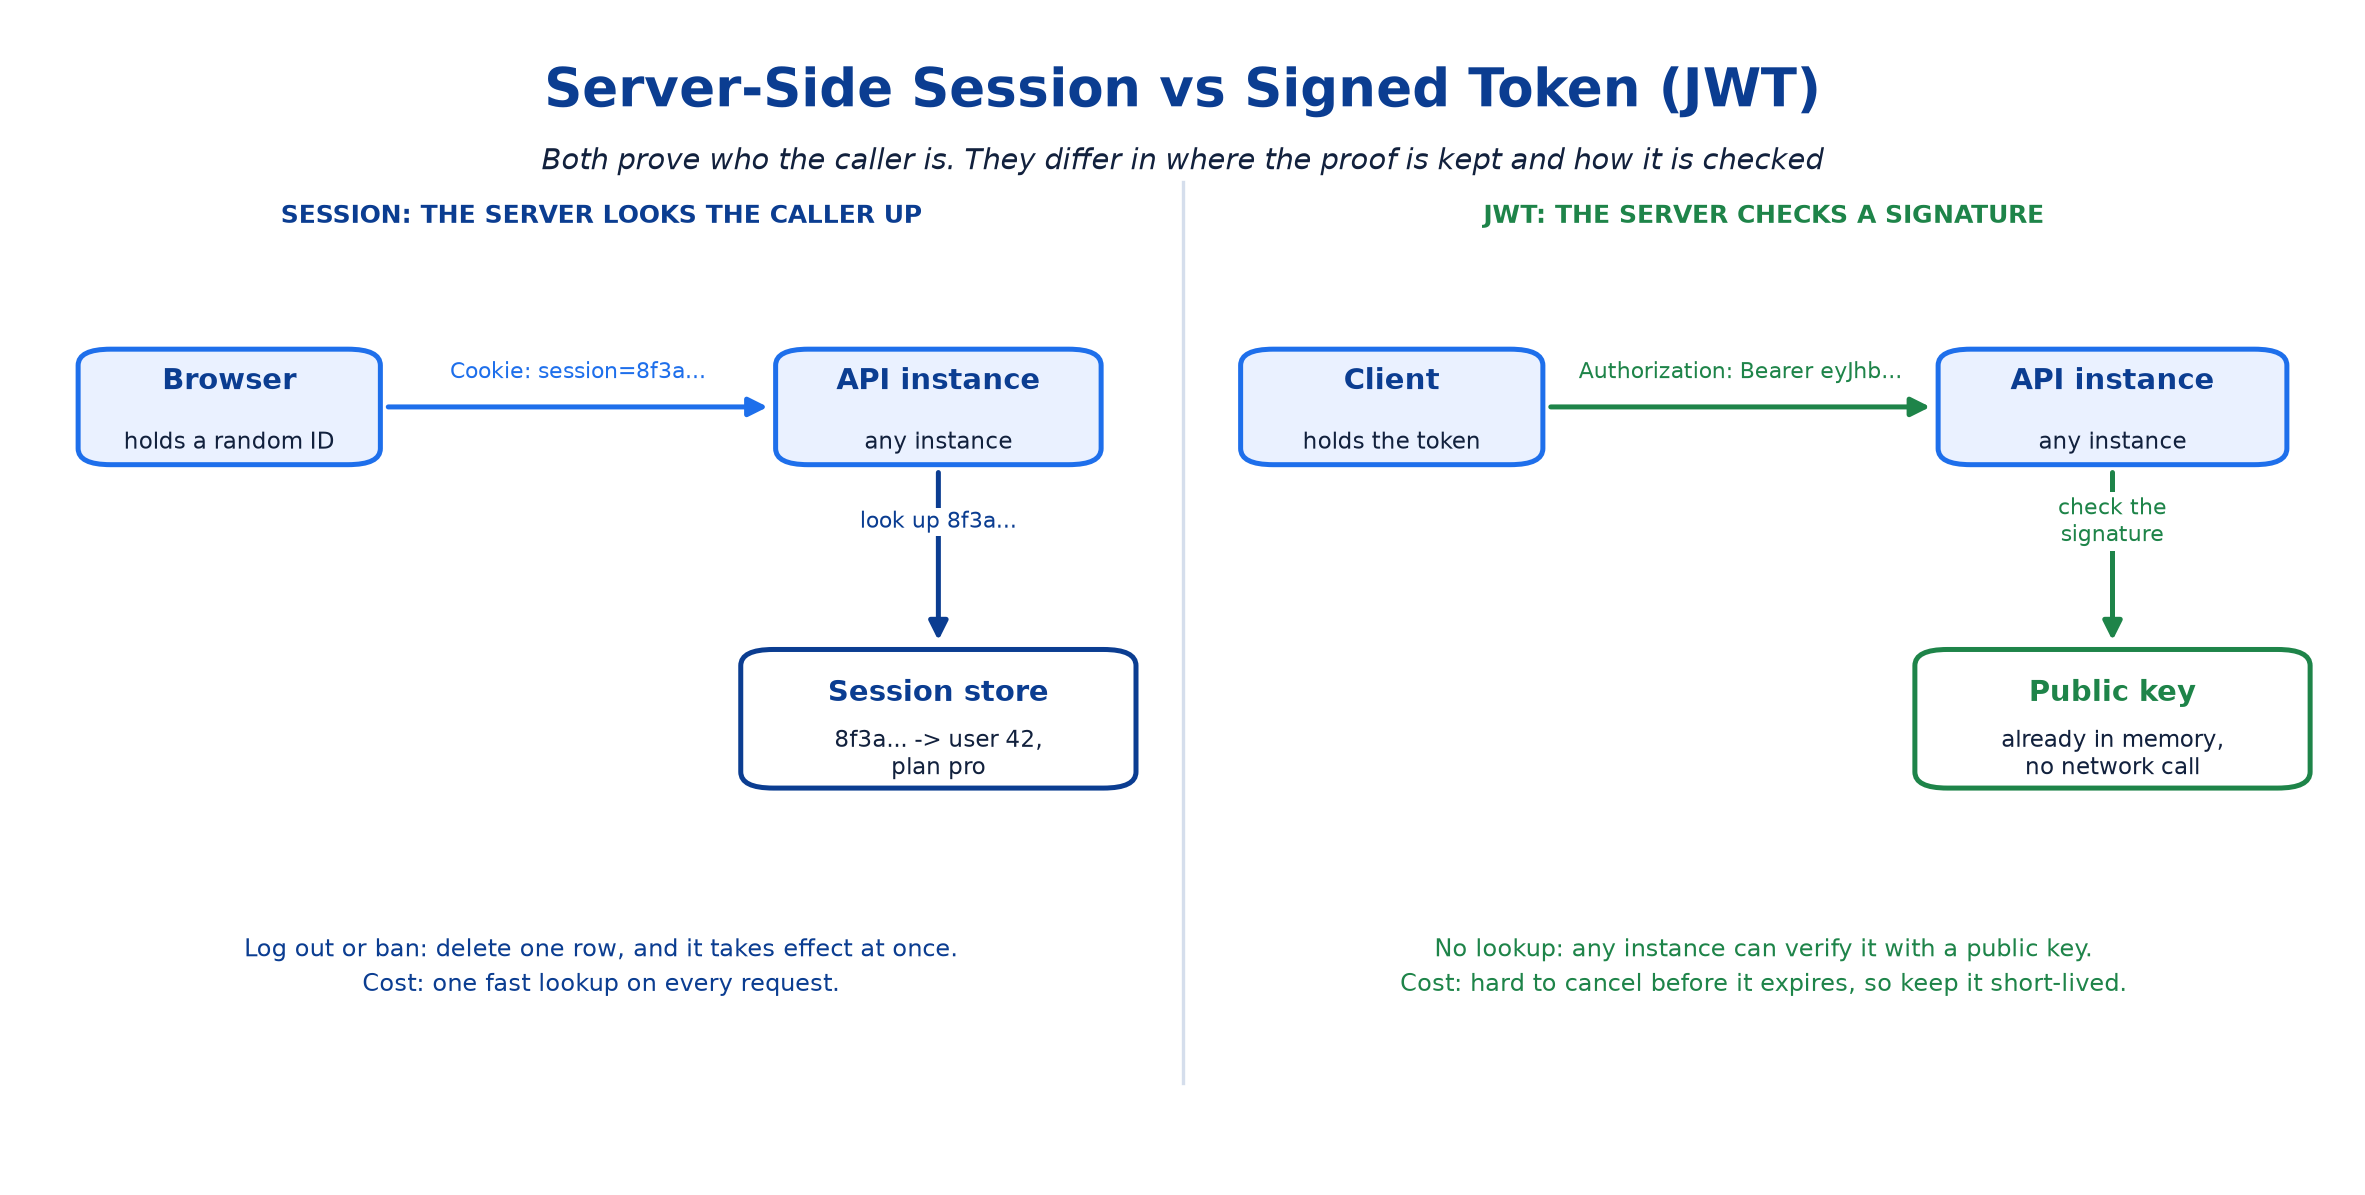 Server-Side Session vs Signed Token (JWT)
Both prove who the caller is. They differ in where the proof is kept and how it is checked
SESSION: THE SERVER LOOKS THE CALLER UP
Browser
holds a random ID
Cookie: session=8f3a...
API instance
any instance
look up 8f3a...
Session store
8f3a... -> user 42,
plan pro
Log out or ban: delete one row, and it takes effect at once.
Cost: one fast lookup on every request.
JWT: THE SERVER CHECKS A SIGNATURE
Client
holds the token
Authorization: Bearer eyJhb...
API instance
any instance
check the
signature
Public key
already in memory,
no network call
No lookup: any instance can verify it with a public key.
Cost: hard to cancel before it expires, so keep it short-lived.